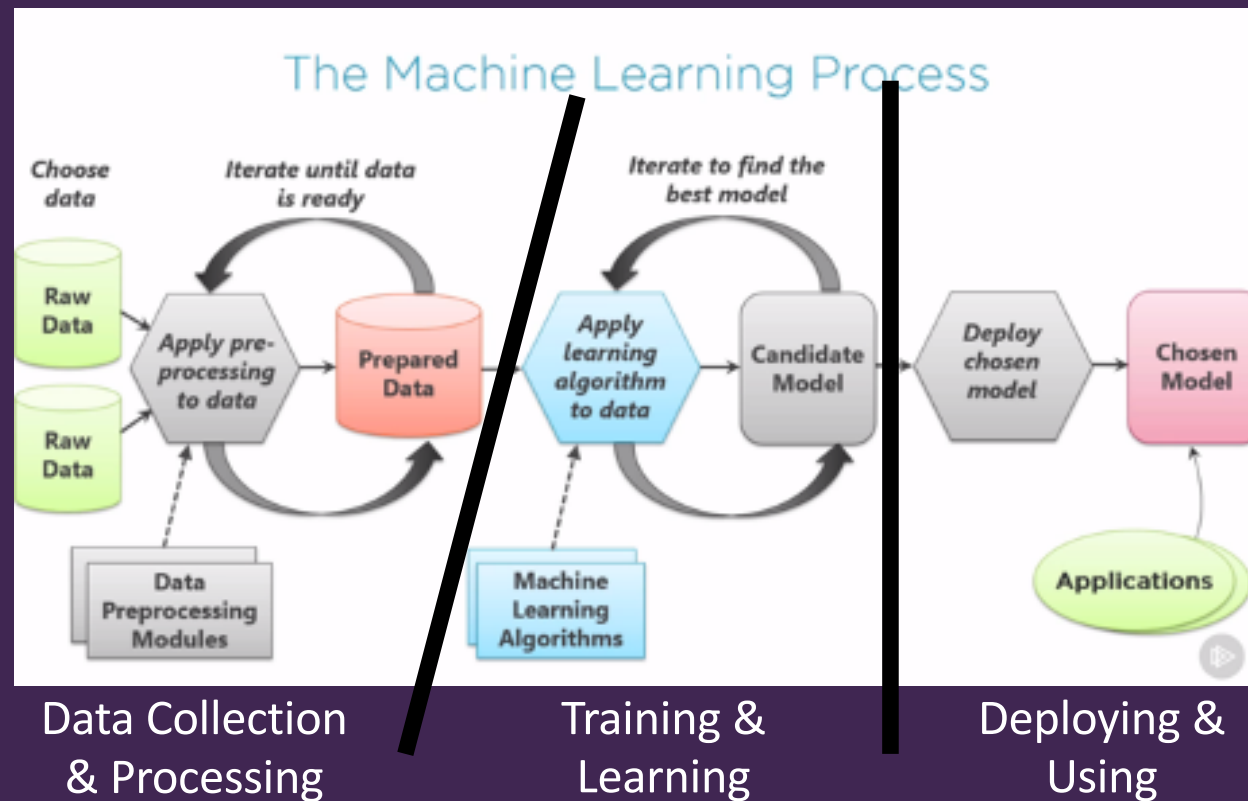 The Machine Learning Process
Choose
data
Iterate until data
is ready
Iterate to find the
best model
Raw
Data
Raw
Data
Apply pre-
processing
to data
Prepared
Data
Apply
learning
algorithm
to data
Candidate
Model
Deploy
chosen
model
Chosen
Model
Data
Preprocessing
Modules
Machine
Learning
Algorithms
Applications
Data Collection
& Processing
Training &
Learning
Deploying &
Using